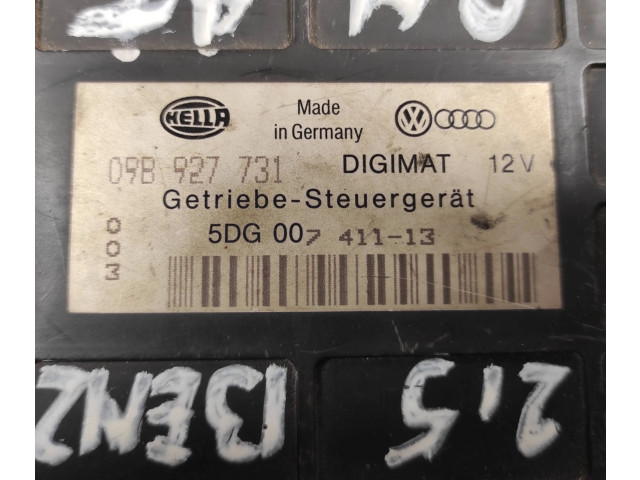 HELLA
Made
in Germany
09B 927 731 DIGIMAT 12V
Getriebe-Steuergerät
5DG 007 411-13
003
BENZ 2,5